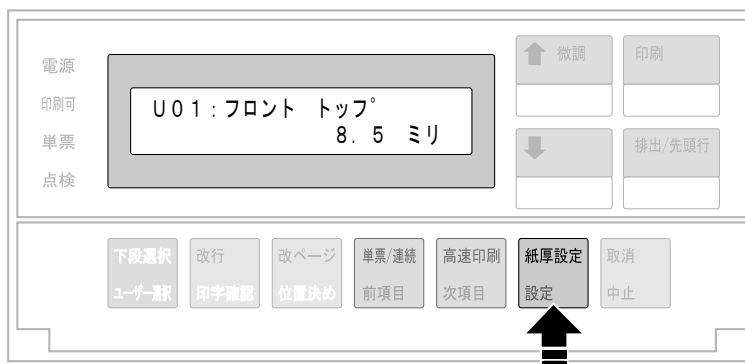 電源
印刷可
単票
点検
U01:フロント トップ
8.5 ミリ
微調
印刷
排出/先頭行
下段選択
ユーザー選択
改行
印字確認
改ページ
位置決め
単票/連続
前項目
高速印刷
次項目
紙厚設定
設定
取消
中止